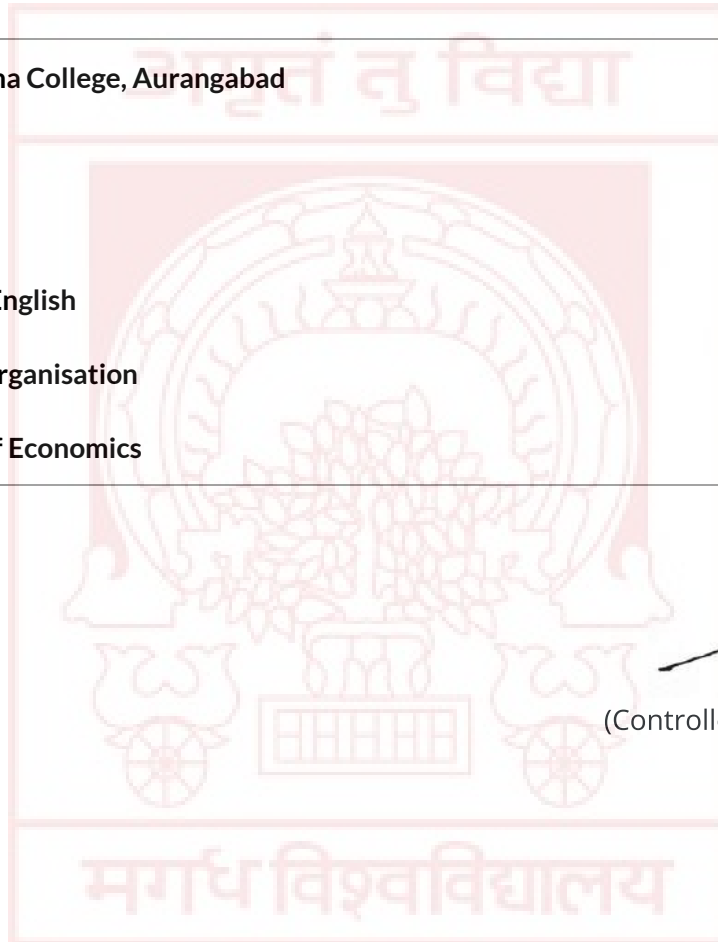 अमृतं तु विद्या
na College, Aurangabad
English
rganisation
f Economics
(Controll
मगध विश्वविद्यालय